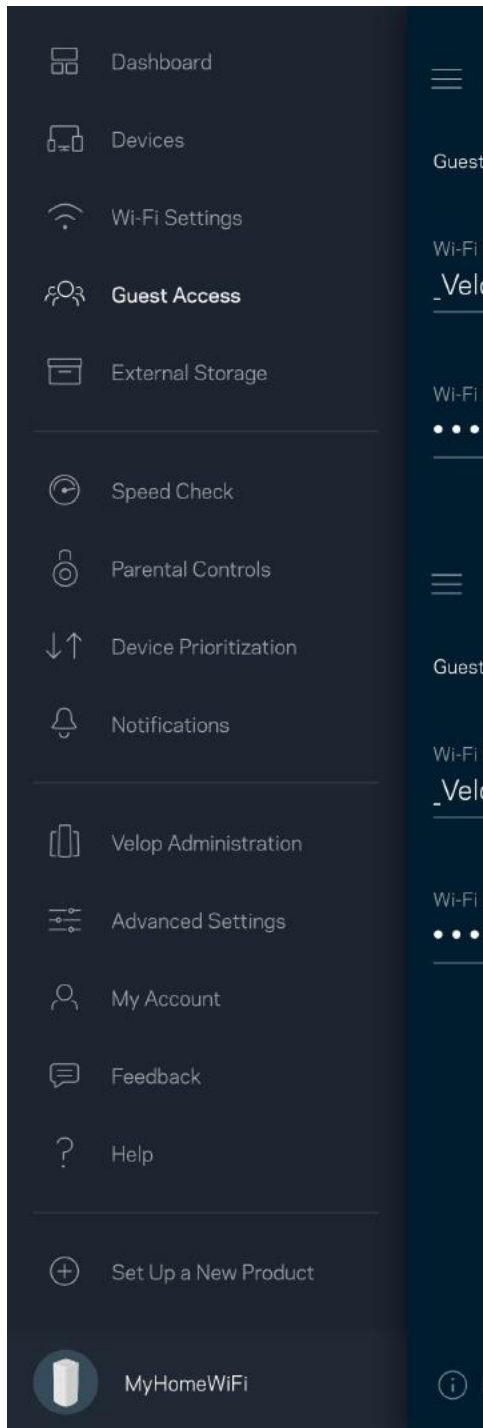 Dashboard
Devices
Wi-Fi Settings
Guest Access
External Storage
Speed Check
Parental Controls
Device Prioritization
Notifications
Velop Administration
Advanced Settings
My Account
Feedback
Help
Set Up a New Product
MyHomeWiFi
Guest
Wi-Fi
_Velo
Wi-Fi
•••
Guest
Wi-Fi
_Velo
Wi-Fi
•••